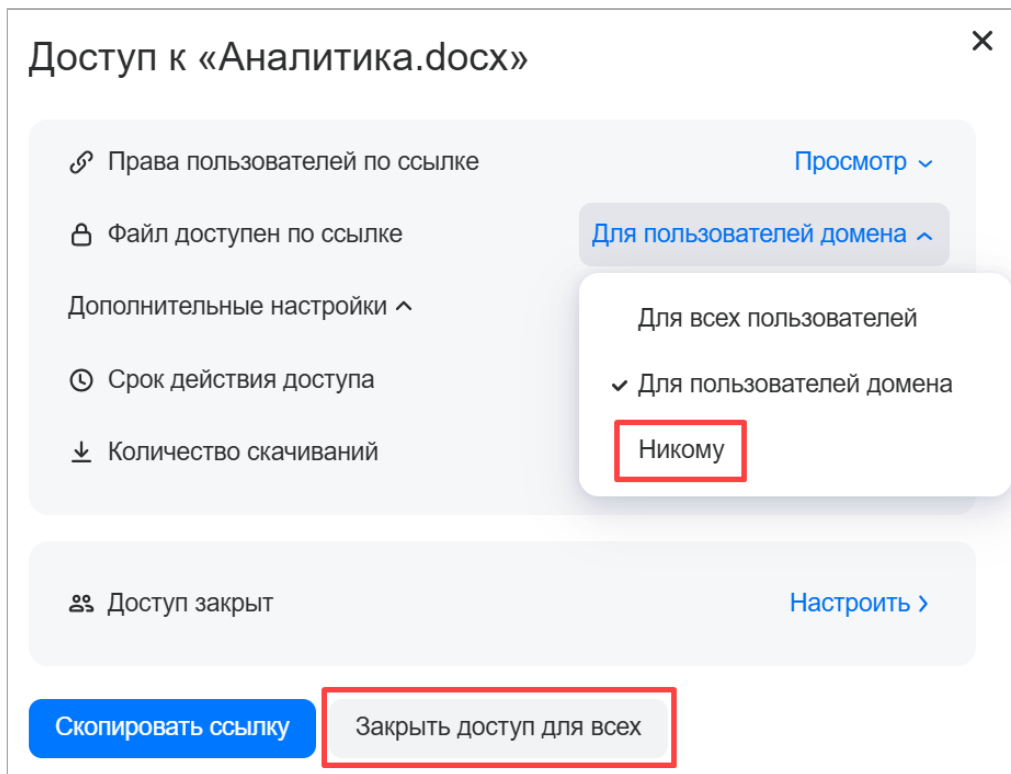 Доступ к «Аналитика.docx»
Права пользователей по ссылке
Просмотр
Файл доступен по ссылке
Для пользователей домена
Дополнительные настройки
Для всех пользователей
Срок действия доступа
Для пользователей домена
Количество скачиваний
Никому
Доступ закрыт
Настроить
Скопировать ссылку
Закрыть доступ для всех